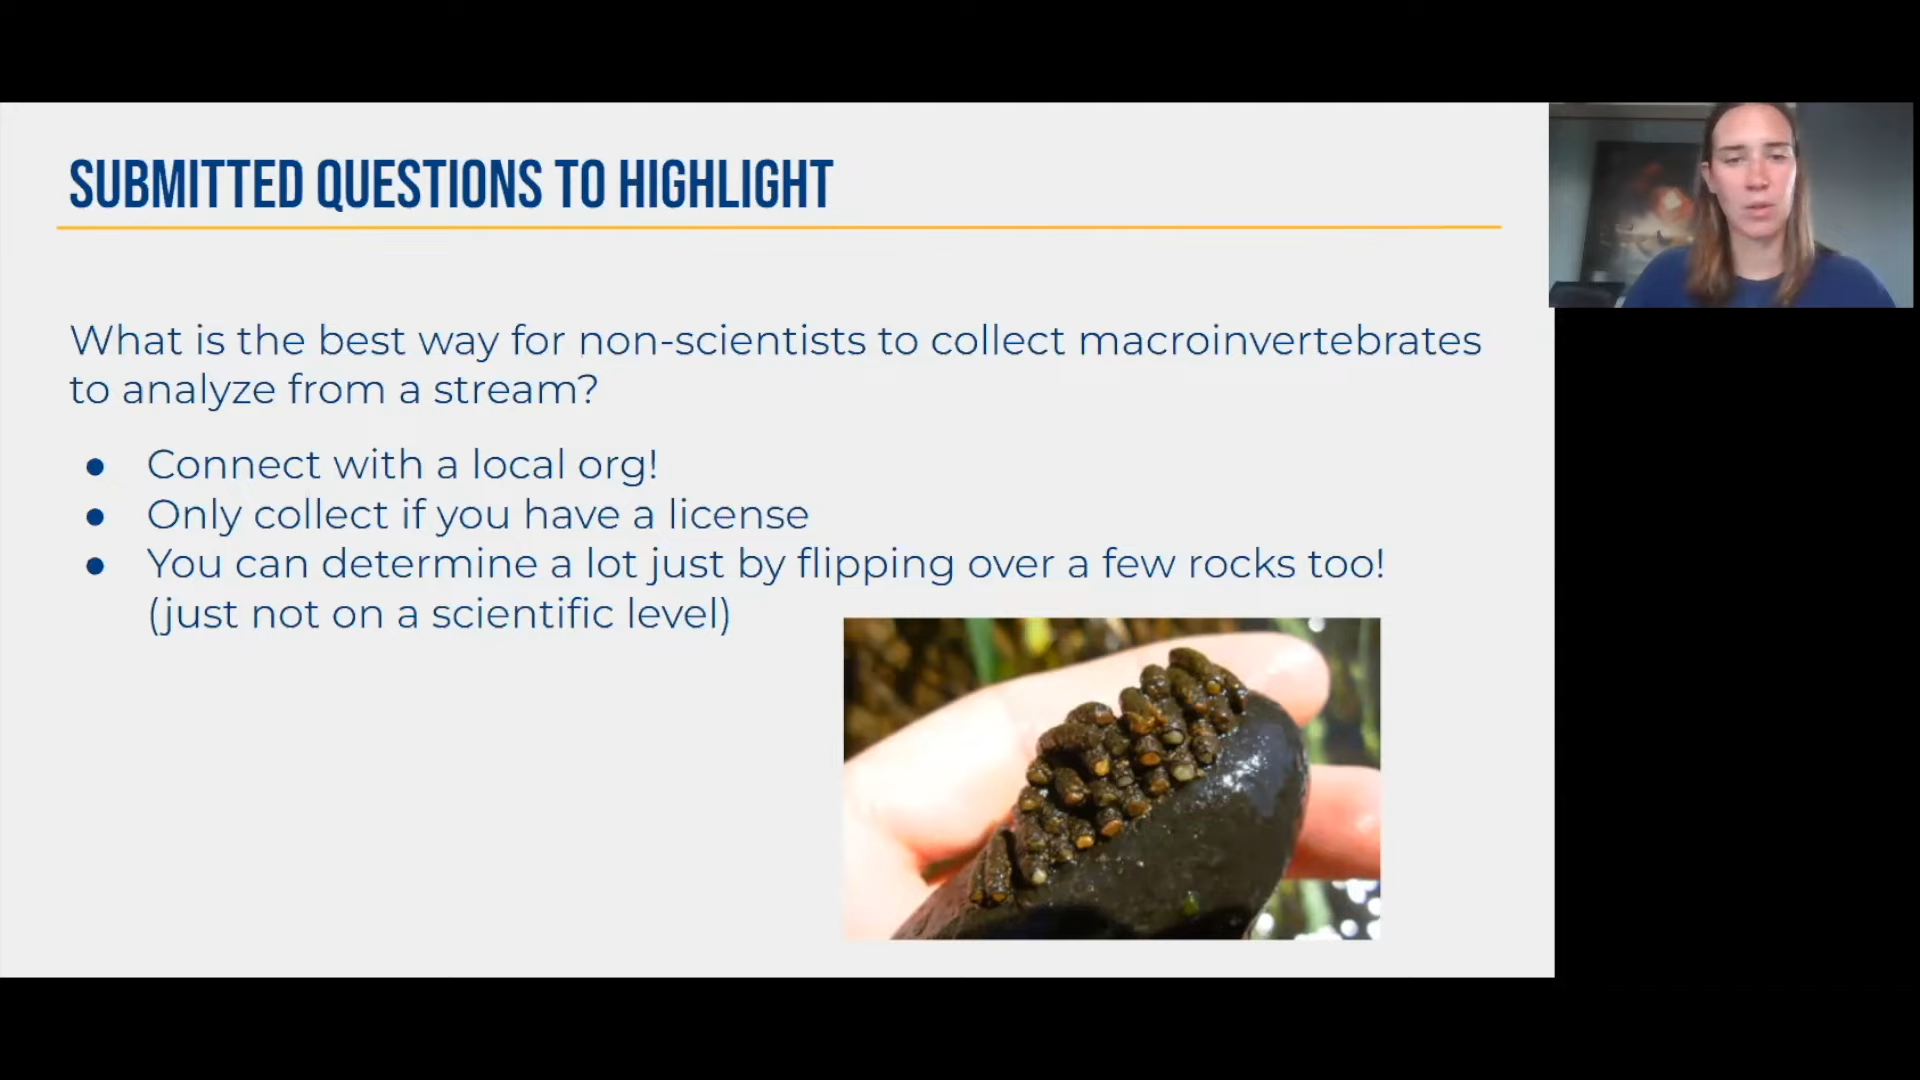 SUBMITTED QUESTIONS TO HIGHLIGHT
What is the best way for non-scientists to collect macroinvertebrates
to analyze from a stream?
● Connect with a local org!
● Only collect if you have a license
● You can determine a lot just by flipping over a few rocks too!
(just not on a scientific level)